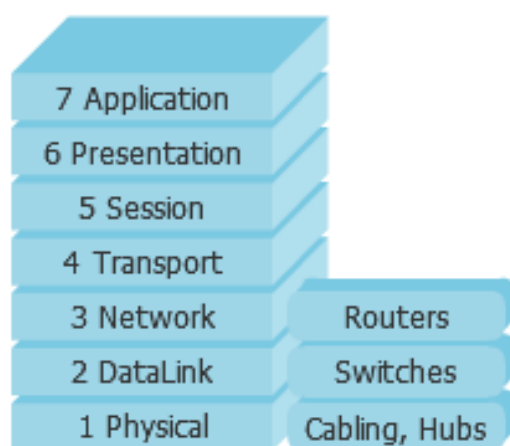 7 Application
6 Presentation
5 Session
4 Transport
3 Network
Routers
2 DataLink
Switches
1 Physical
Cabling, Hubs